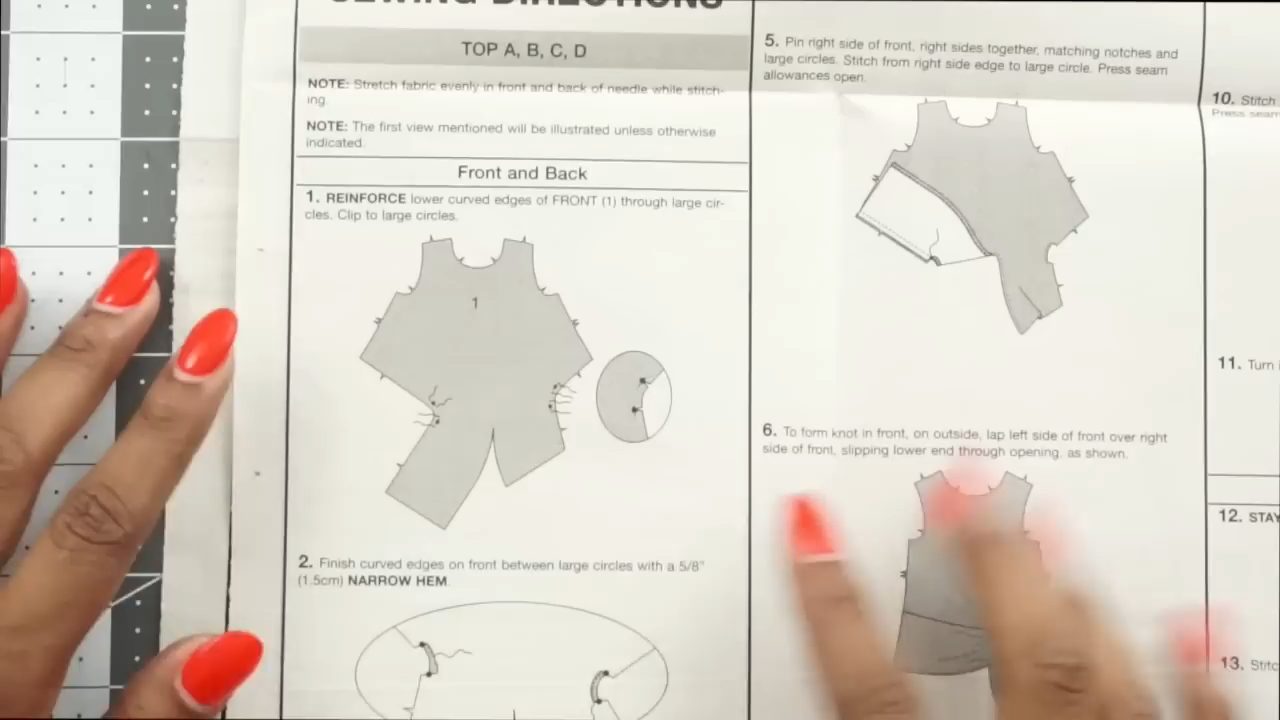 SEWING DIRECTIONS
TOP A, B, C, D
NOTE: Stretch fabric evenly in front and back of needle while stitch-
ing.
NOTE: The first view mentioned will be illustrated unless otherwise
indicated.
Front and Back
1. REINFORCE lower curved edges of FRONT (1) through large cir-
cles. Clip to large circles.
1
2. Finish curved edges on front between large circles with a 5/8"
(1.5cm) NARROW HEM.
5. Pin right side of front, right sides together, matching notches and
large circles. Stitch from right side edge to large circle. Press seam
allowances open.
6. To form knot in front, on outside, lap left side of front over right
side of front, slipping lower end through opening, as shown.
10. Stitch
Press seam
11. Turn
12. STAY
13. Stitc